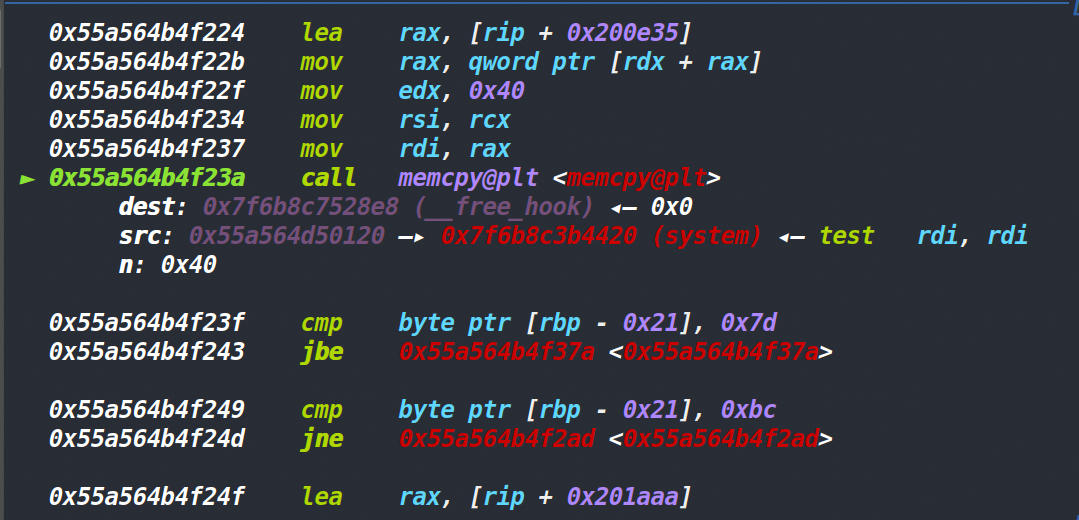 0x55a564b4f224 lea rax, [rip + 0x200e35]
0x55a564b4f22b mov rax, qword ptr [rdx + rax]
0x55a564b4f22f mov edx, 0x40
0x55a564b4f234 mov rsi, rcx
0x55a564b4f237 mov rdi, rax
► 0x55a564b4f23a call memcpy@plt <memcpy@plt>
dest: 0x7f6b8c7528e8 (__free_hook) ◂— 0x0
src: 0x55a564d50120 —▸ 0x7f6b8c3b4420 (system) ◂— test rdi, rdi
n: 0x40
0x55a564b4f23f cmp byte ptr [rbp - 0x21], 0x7d
0x55a564b4f243 jbe 0x55a564b4f37a <0x55a564b4f37a>
0x55a564b4f249 cmp byte ptr [rbp - 0x21], 0xbc
0x55a564b4f24d jne 0x55a564b4f2ad <0x55a564b4f2ad>
0x55a564b4f24f lea rax, [rip + 0x201aaa]